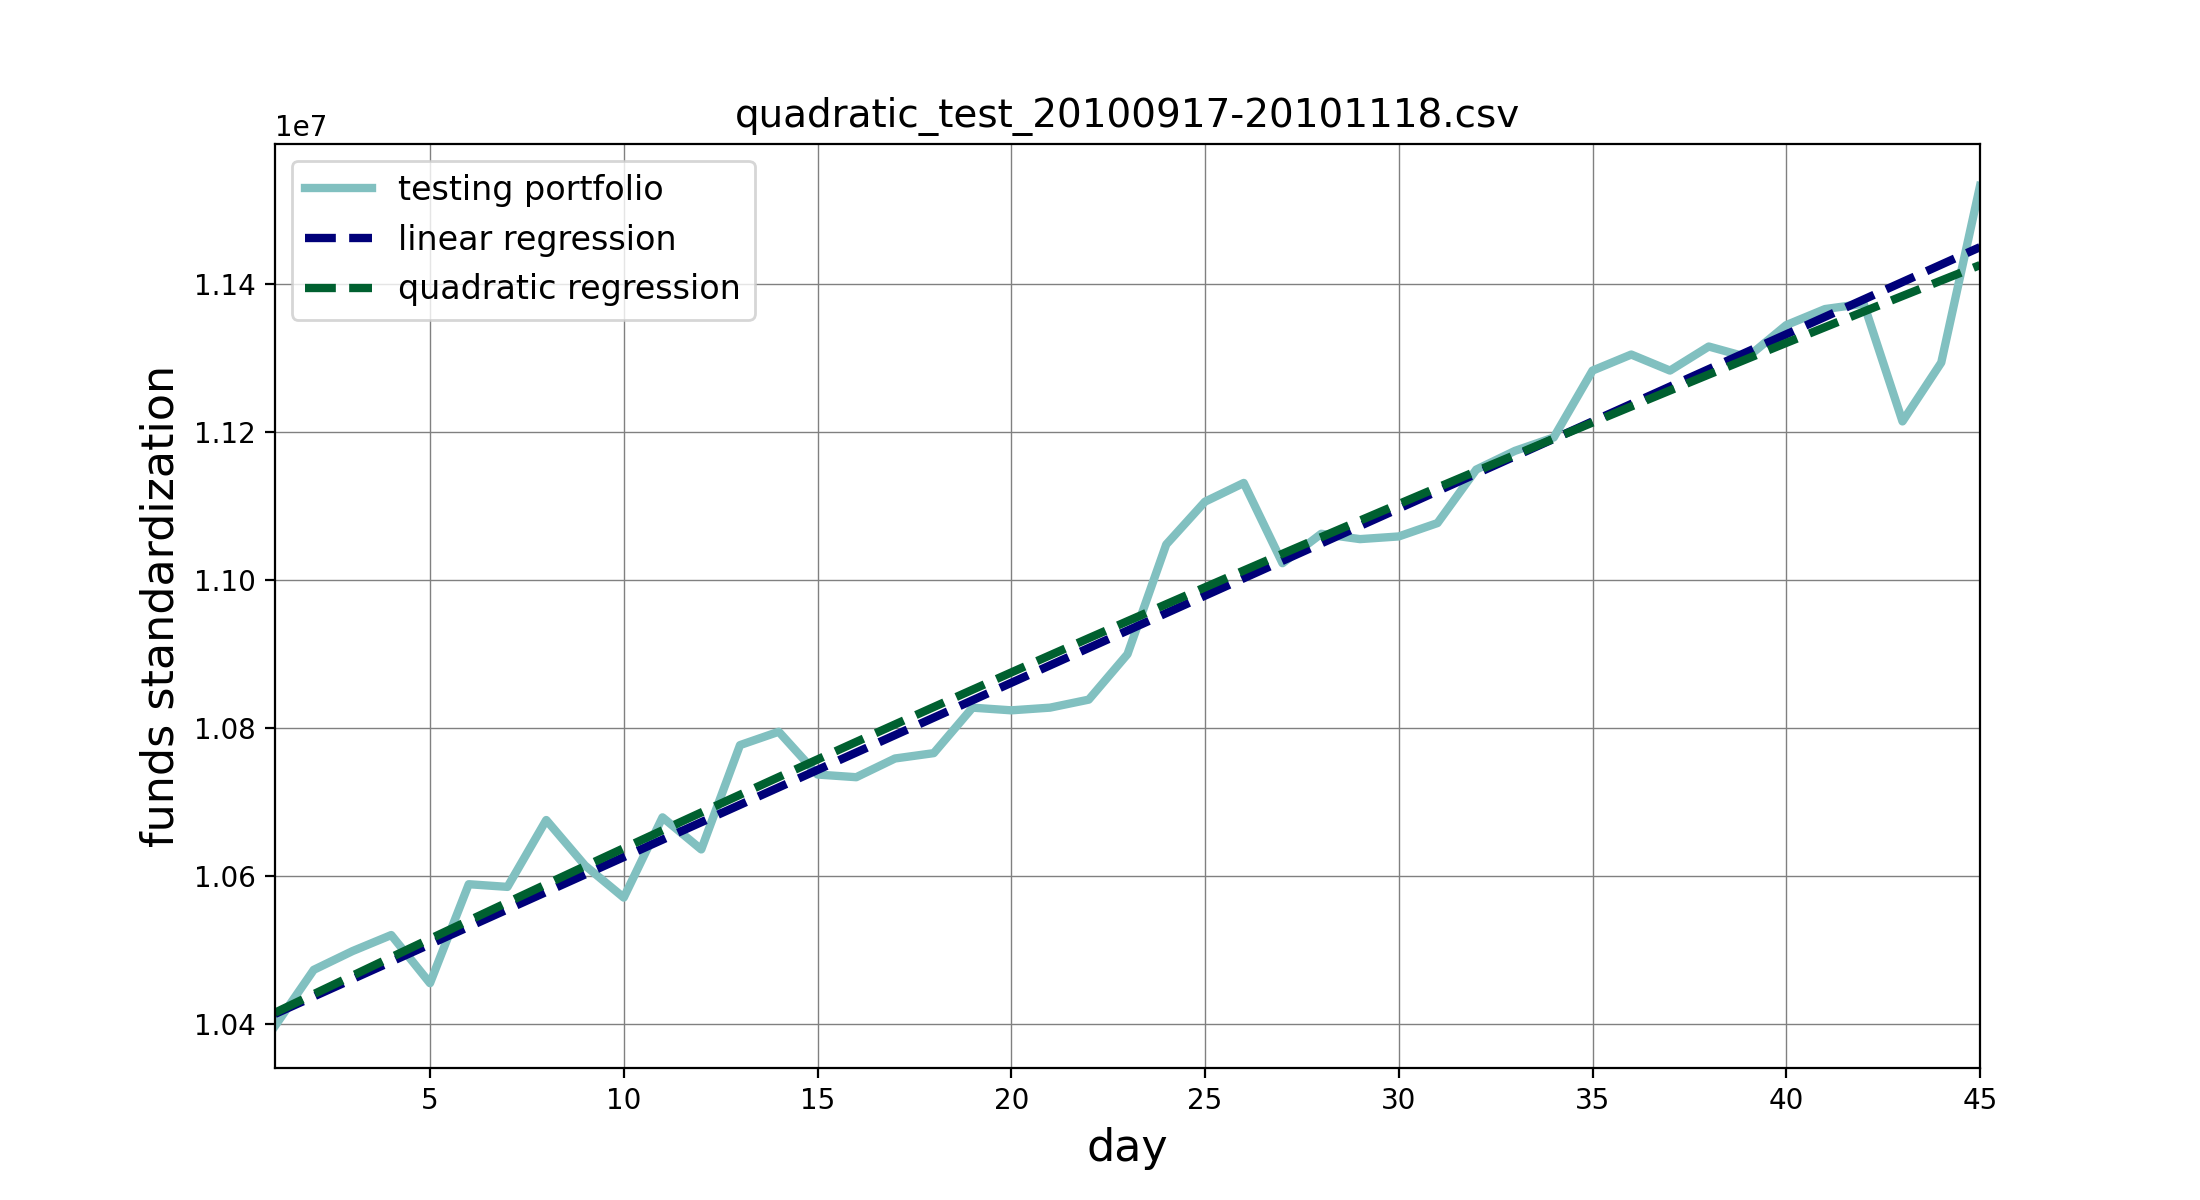 quadratic_test_20100917-20101118.csv
1e7
testing portfolio
linear regression
quadratic regression
1.14
1.12
1.10
1.08
1.06
1.04
funds standardization
5 10 15 20 25 30 35 40 45
day